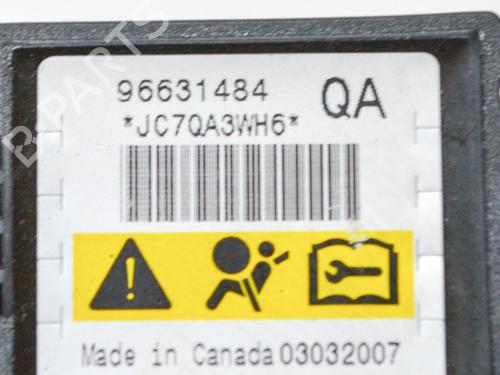 96631484 QA
*JC7QA3WH6*
Made in Canada 03032007
B-PARTS